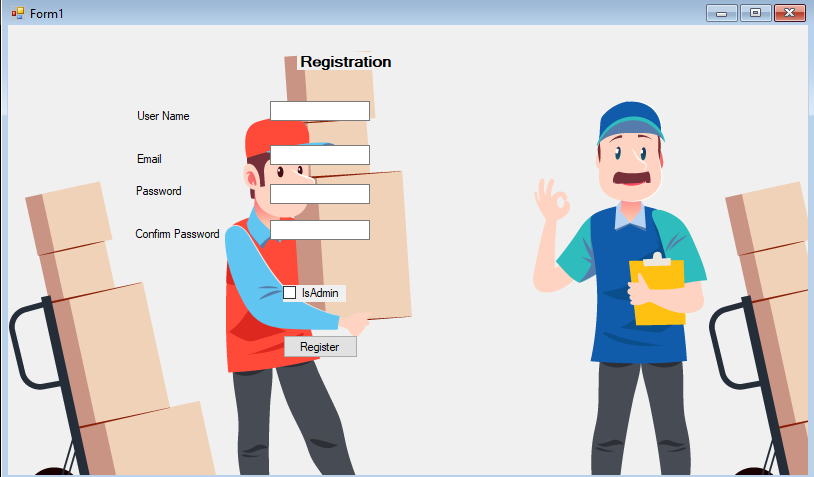 Form1
Registration
User Name
Email
Password
Confirm Password
IsAdmin
Register